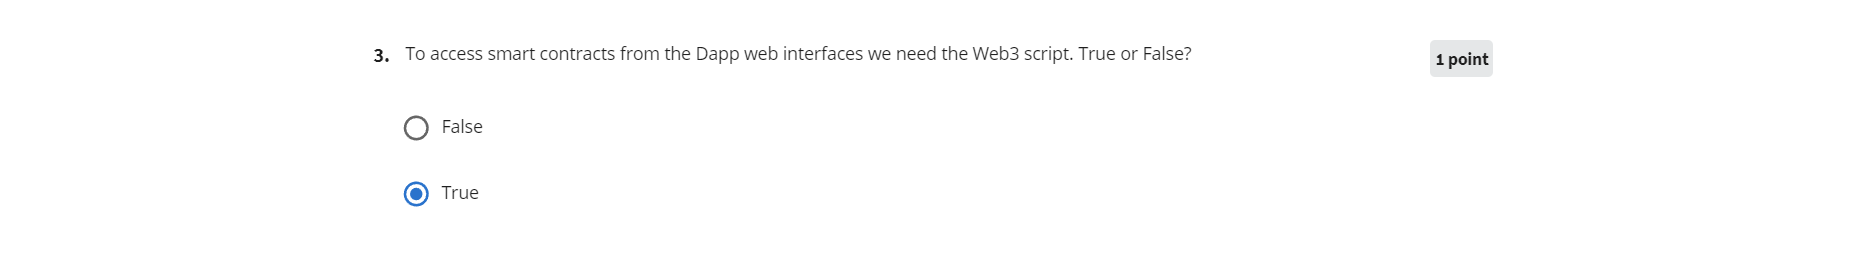 3. To access smart contracts from the Dapp web interfaces we need the Web3 script. True or False?
1 point
False
True